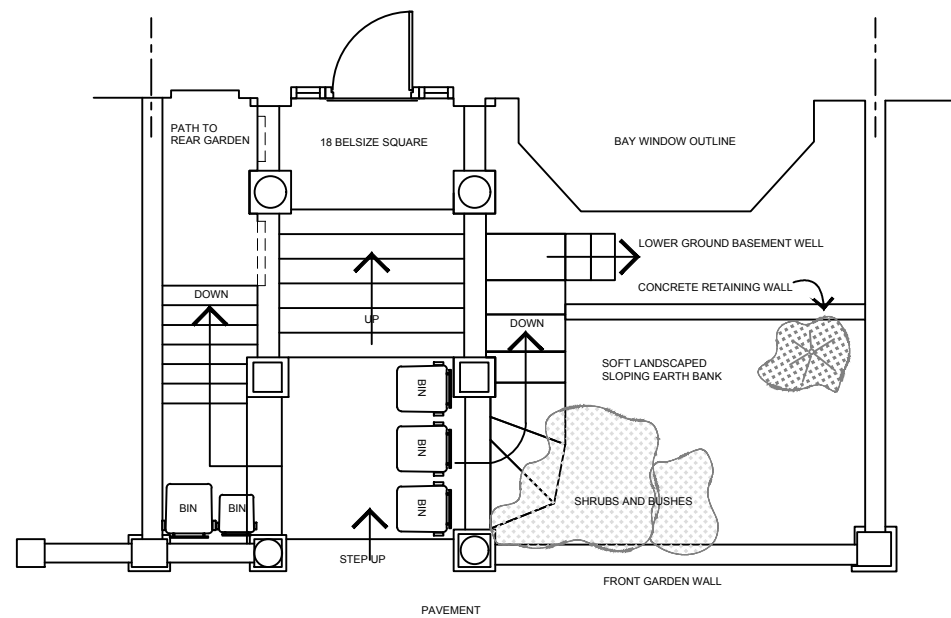 PATH TO
REAR GARDEN
18 BELSIZE SQUARE
BAY WINDOW OUTLINE
LOWER GROUND BASEMENT WELL
CONCRETE RETAINING WALL
DOWN
UP
DOWN
SOFT LANDSCAPED
SLOPING EARTH BANK
BIN
BIN
BIN
BIN
BIN
SHRUBS AND BUSHES
STEP UP
FRONT GARDEN WALL
PAVEMENT